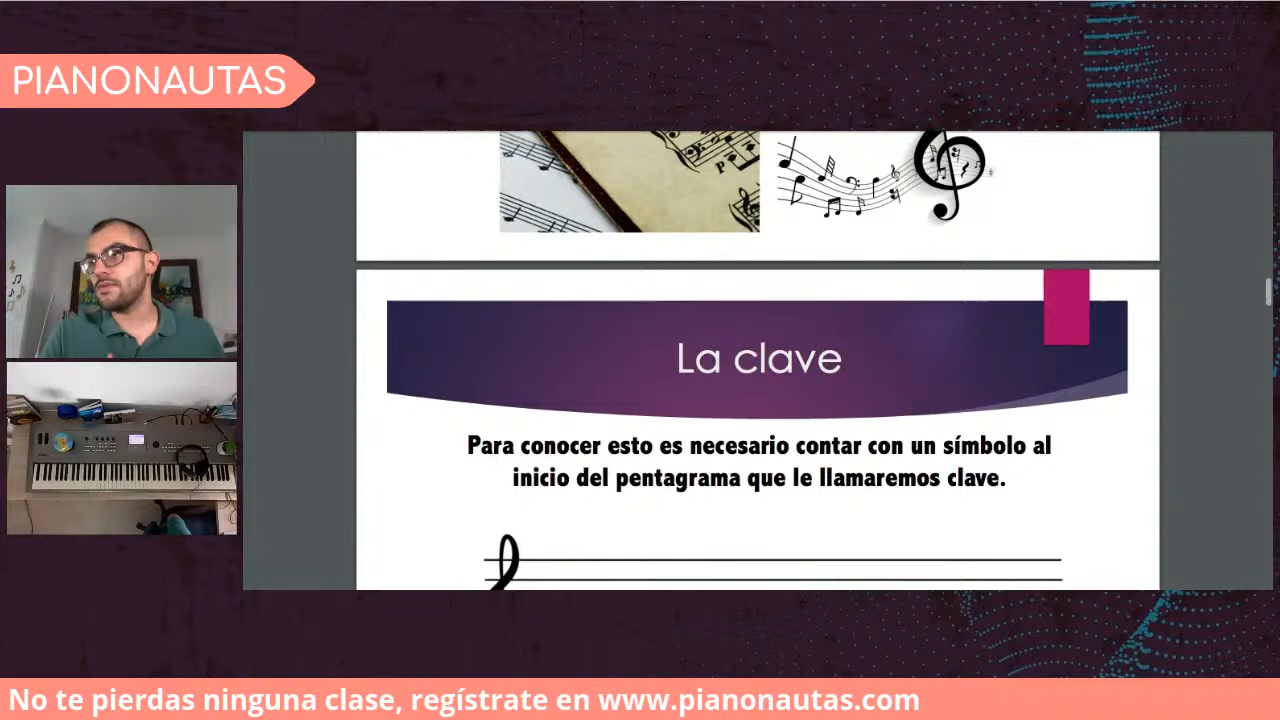 PIANONAUTAS
La clave
Para conocer esto es necesario contar con un símbolo al
inicio del pentagrama que le llamaremos clave.
No te pierdas ninguna clase, regístrate en www.pianonautas.com